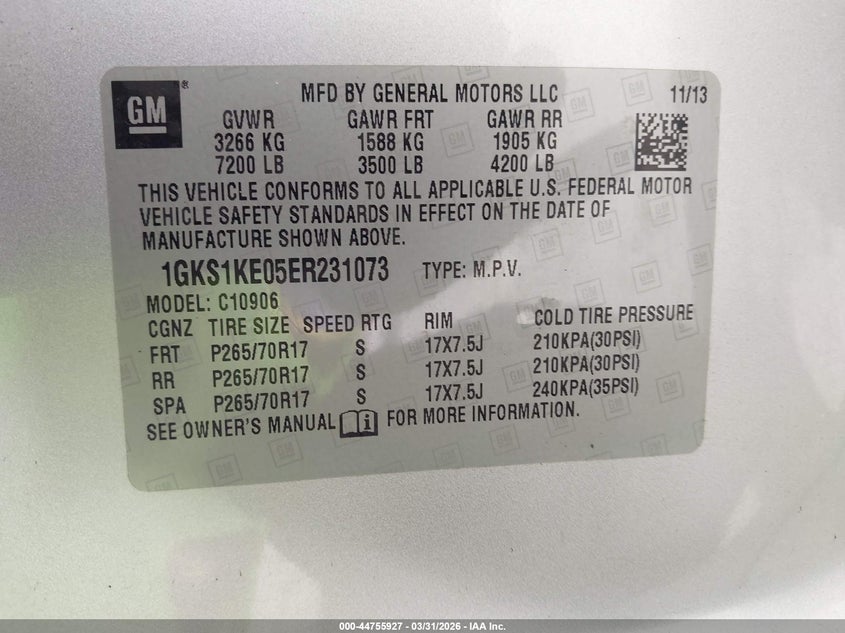 GM
®
MFD BY GENERAL MOTORS LLC 11/13
GVWR GAWR FRT GAWR RR
3266 KG 1588 KG 1905 KG
7200 LB 3500 LB 4200 LB
THIS VEHICLE CONFORMS TO ALL APPLICABLE U.S. FEDERAL MOTOR
VEHICLE SAFETY STANDARDS IN EFFECT ON THE DATE OF
MANUFACTURE SHOWN ABOVE.
1GKS1KE05ER231073 TYPE: M.P.V.
MODEL: C10906
CGNZ TIRE SIZE SPEED RTG RIM COLD TIRE PRESSURE
FRT P265/70R17 S 17X7.5J 210KPA(30PSI)
RR P265/70R17 S 17X7.5J 210KPA(30PSI)
SPA P265/70R17 S 17X7.5J 240KPA(35PSI)
SEE OWNER'S MANUAL i FOR MORE INFORMATION.
000-44755927 - 03/31/2026 - IAA Inc.